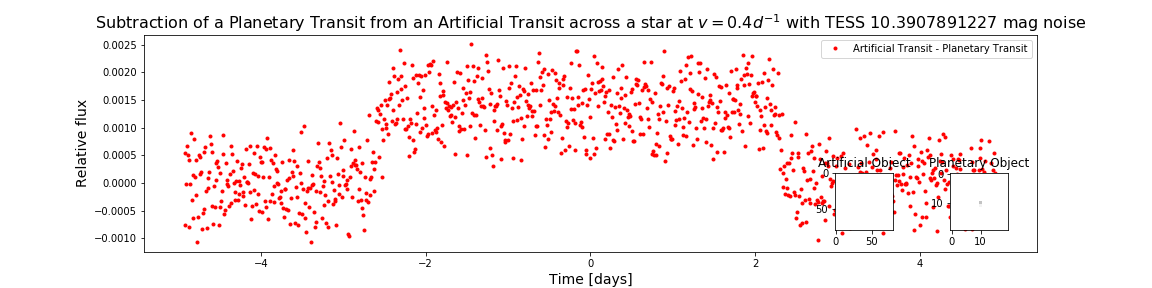 Subtraction of a Planetary Transit from an Artificial Transit across a star at v = 0.4d⁻¹ with TESS 10.3907891227 mag noise
Artificial Transit - Planetary Transit
Relative flux
0.0025
0.0020
0.0015
0.0010
0.0005
0.0000
−0.0005
−0.0010
Artificial Object
0
50
0 50
Planetary Object
0
10
0 10
−4 −2 0 2 4
Time [days]